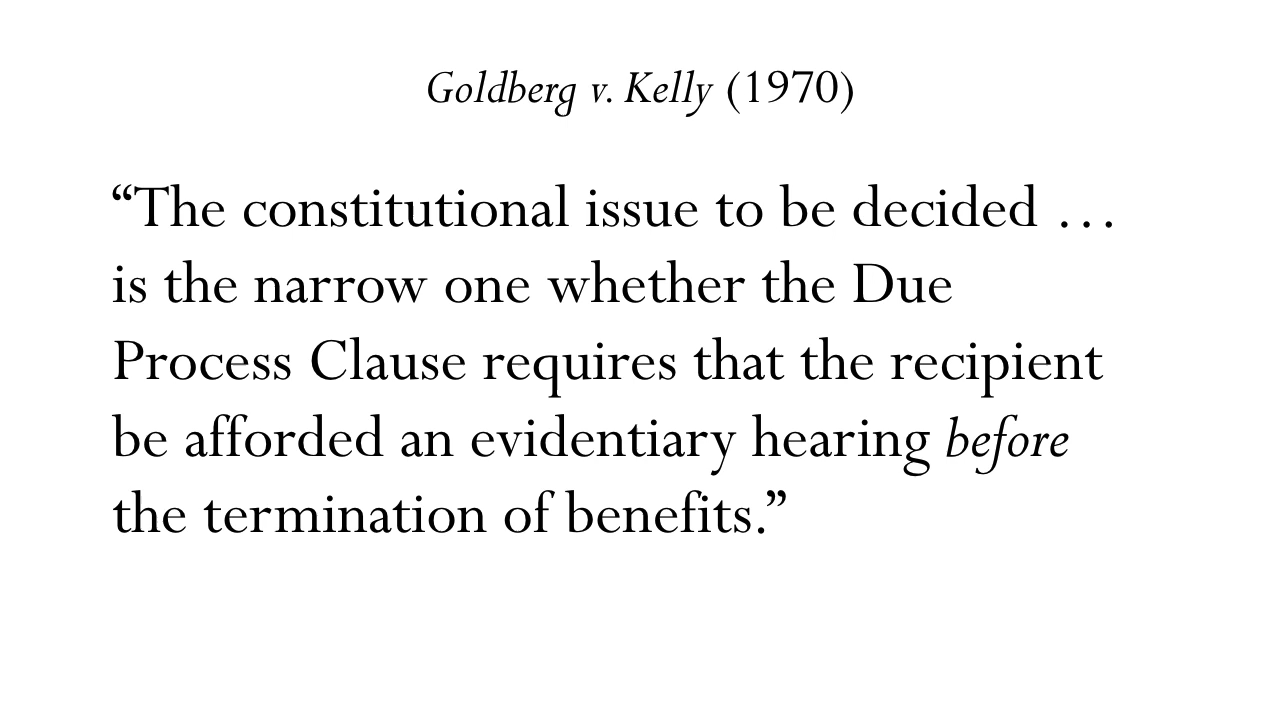 Goldberg v. Kelly (1970)
“The constitutional issue to be decided …
is the narrow one whether the Due
Process Clause requires that the recipient
be afforded an evidentiary hearing before
the termination of benefits.”